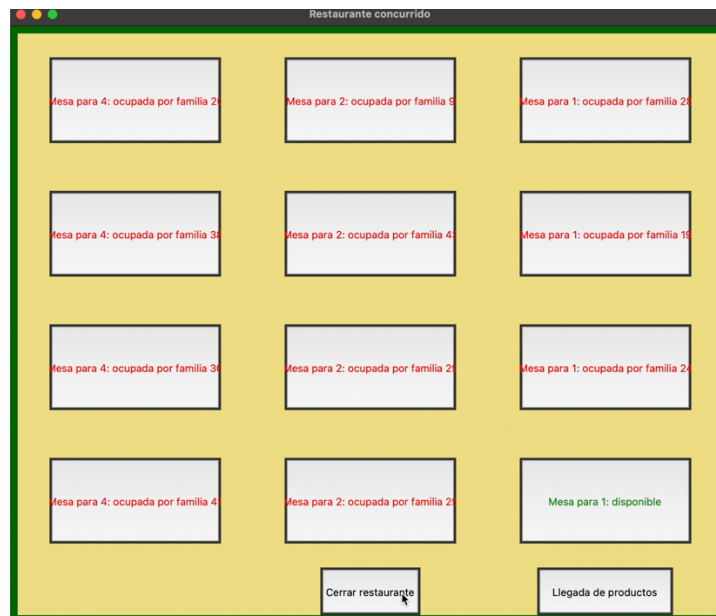 Restaurante concurrido
Mesa para 4: ocupada por familia
Mesa para 2: ocupada por familia 9
Mesa para 1: ocupada por familia 28
Mesa para 4: ocupada por familia 38
Mesa para 2: ocupada por familia
Mesa para 1: ocupada por familia 19
Mesa para 4: ocupada por familia 30
Mesa para 2: ocupada por familia
Mesa para 1: ocupada por familia 24
Mesa para 4: ocupada por familia
Mesa para 2: ocupada por familia
Mesa para 1: disponible
Cerrar restaurante
Llegada de productos